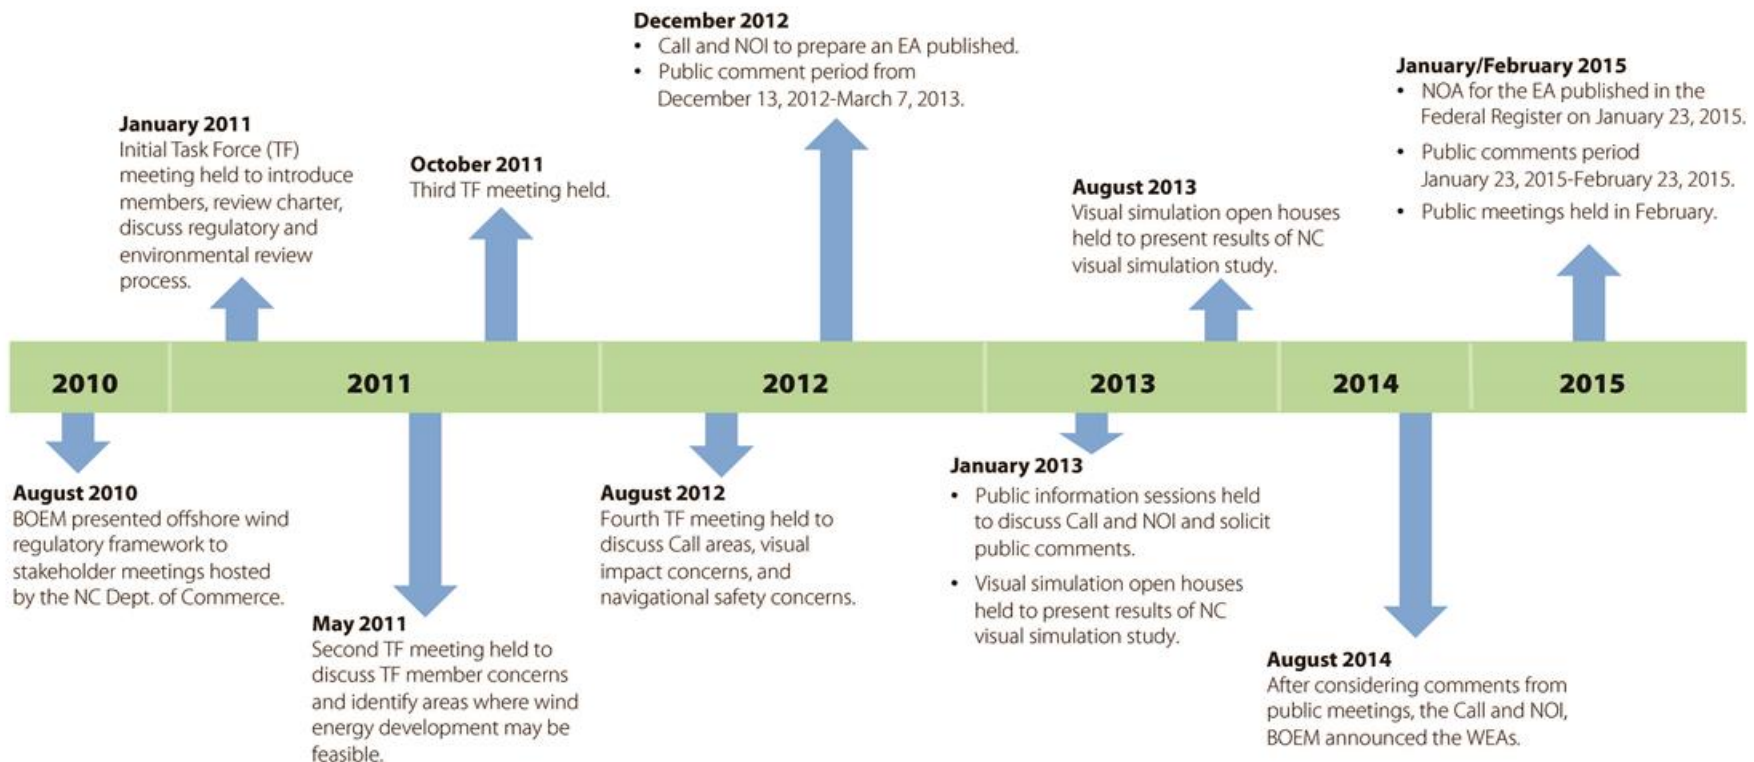 December 2012
• Call and NOI to prepare an EA published.
• Public comment period from
December 13, 2012-March 7, 2013.
January/February 2015
• NOA for the EA published in the
Federal Register on January 23, 2015.
• Public comments period
January 23, 2015-February 23, 2015.
• Public meetings held in February.
January 2011
Initial Task Force (TF)
meeting held to introduce
members, review charter,
discuss regulatory and
environmental review
process.
October 2011
Third TF meeting held.
August 2013
Visual simulation open houses
held to present results of NC
visual simulation study.
2010
2011
2012
2013
2014
2015
August 2010
BOEM presented offshore wind
regulatory framework to
stakeholder meetings hosted
by the NC Dept. of Commerce.
May 2011
Second TF meeting held to
discuss TF member concerns
and identify areas where wind
energy development may be
feasible.
August 2012
Fourth TF meeting held to
discuss Call areas, visual
impact concerns, and
navigational safety concerns.
January 2013
• Public information sessions held
to discuss Call and NOI and solicit
public comments.
• Visual simulation open houses
held to present results of NC
visual simulation study.
August 2014
After considering comments from
public meetings, the Call and NOI,
BOEM announced the WEAs.